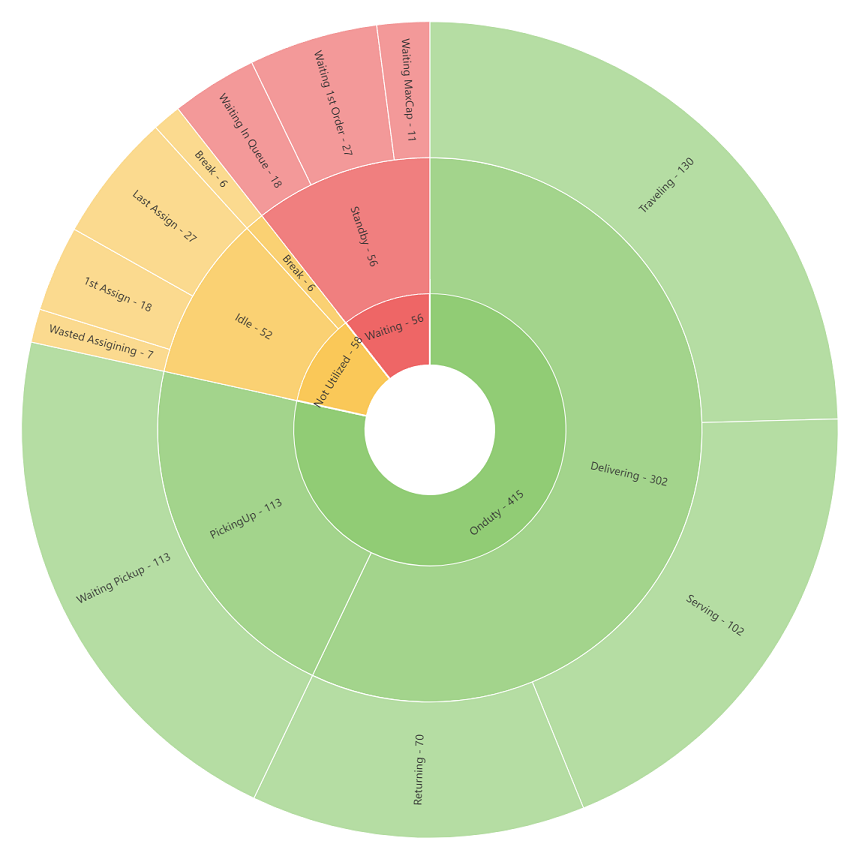 Waiting MaxCap - 11
Waiting 1st Order - 27
Waiting In Queue - 18
Break - 6
Last Assign - 27
1st Assign - 18
Wasted Assigining - 7
Traveling - 130
Standby - 56
Break - 6
Idle - 52
Waiting - 56
Not Utilized - 58
Delivering - 302
Onduty - 415
PickingUp - 113
Waiting Pickup - 113
Serving - 102
Returning - 70